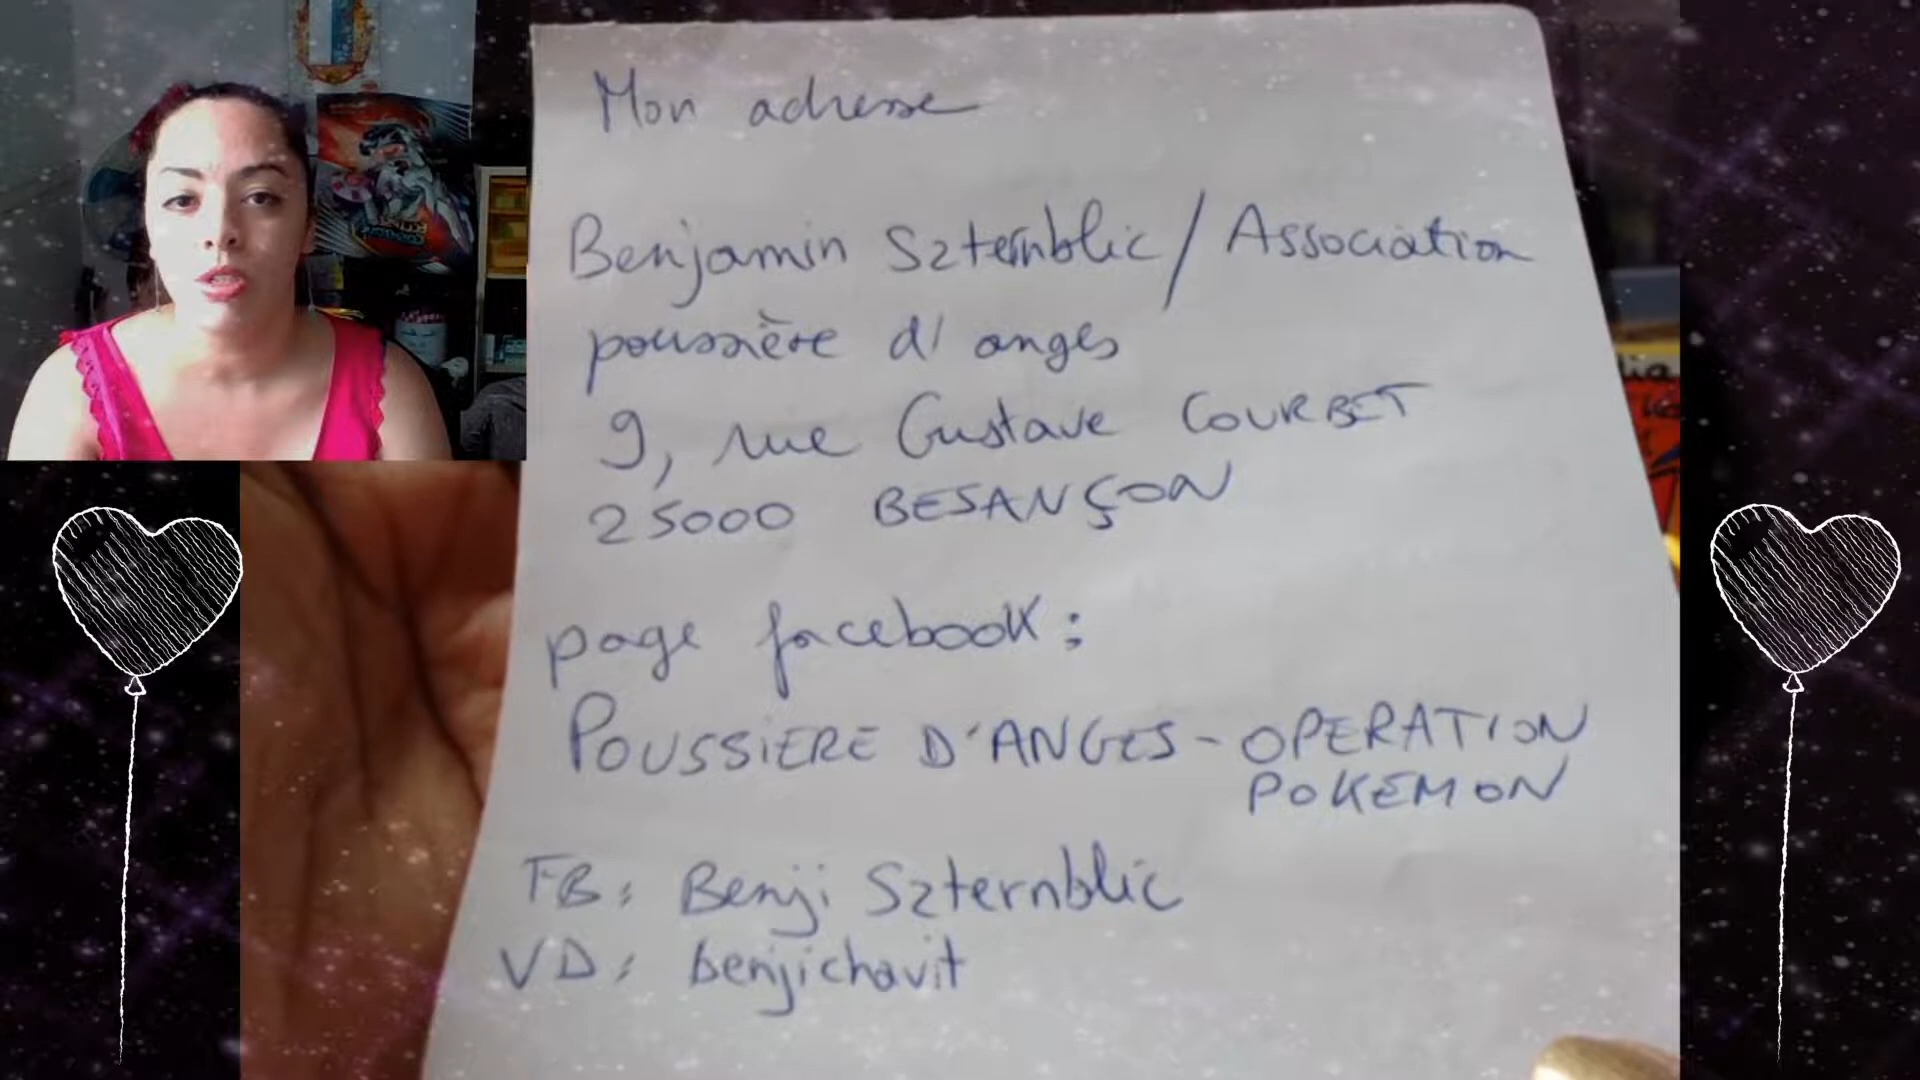 Mon adresse
Benjamin Szternblic / Association
poussière d'anges
9, rue Gustave COURBET
25000 BESANÇON
page facebook :
POUSSIERE D'ANGES - OPERATION
POKEMON
FB : Benji Szternblic
VD : benjichavit